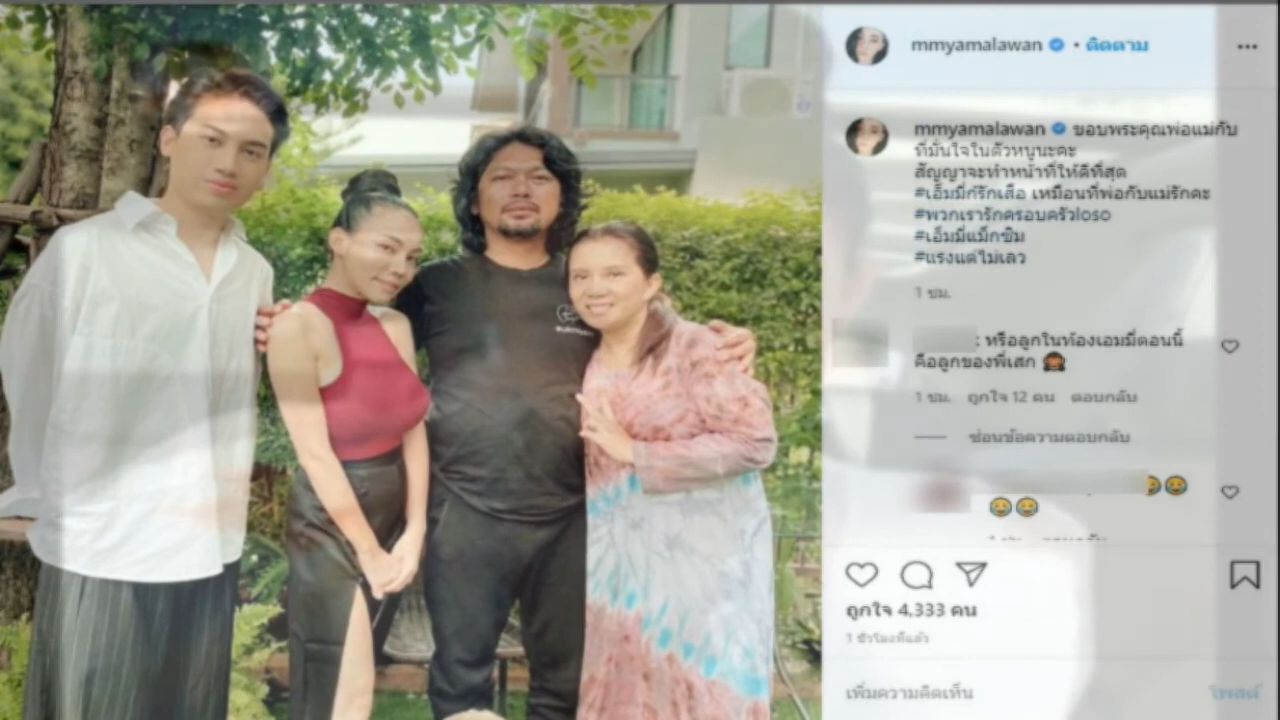 mmyamalawan • ติดตาม
mmyamalawan ขอบพระคุณพ่อแม่กับ
ที่มั่นใจในตัวหนูนะคะ
สัญญาจะทำหน้าที่ให้ดีที่สุด
#เอ็มมี่ก็รักเสือ เหมือนที่พ่อกับแม่รักคะ
#พวกเรารักครอบครัวloso
#เอ็มมี่แม็กซิม
#แรงแต่ไม่เลว
1 ชม.
: หรือลูกในท้องเอมมี่ตอนนี้
คือลูกของพี่เสก
1 ชม. ถูกใจ 12 คน ตอบกลับ
ซ่อนข้อความตอบกลับ
ถูกใจ 4,333 คน
1 ชั่วโมงที่แล้ว
เพิ่มความคิดเห็น
โพสต์